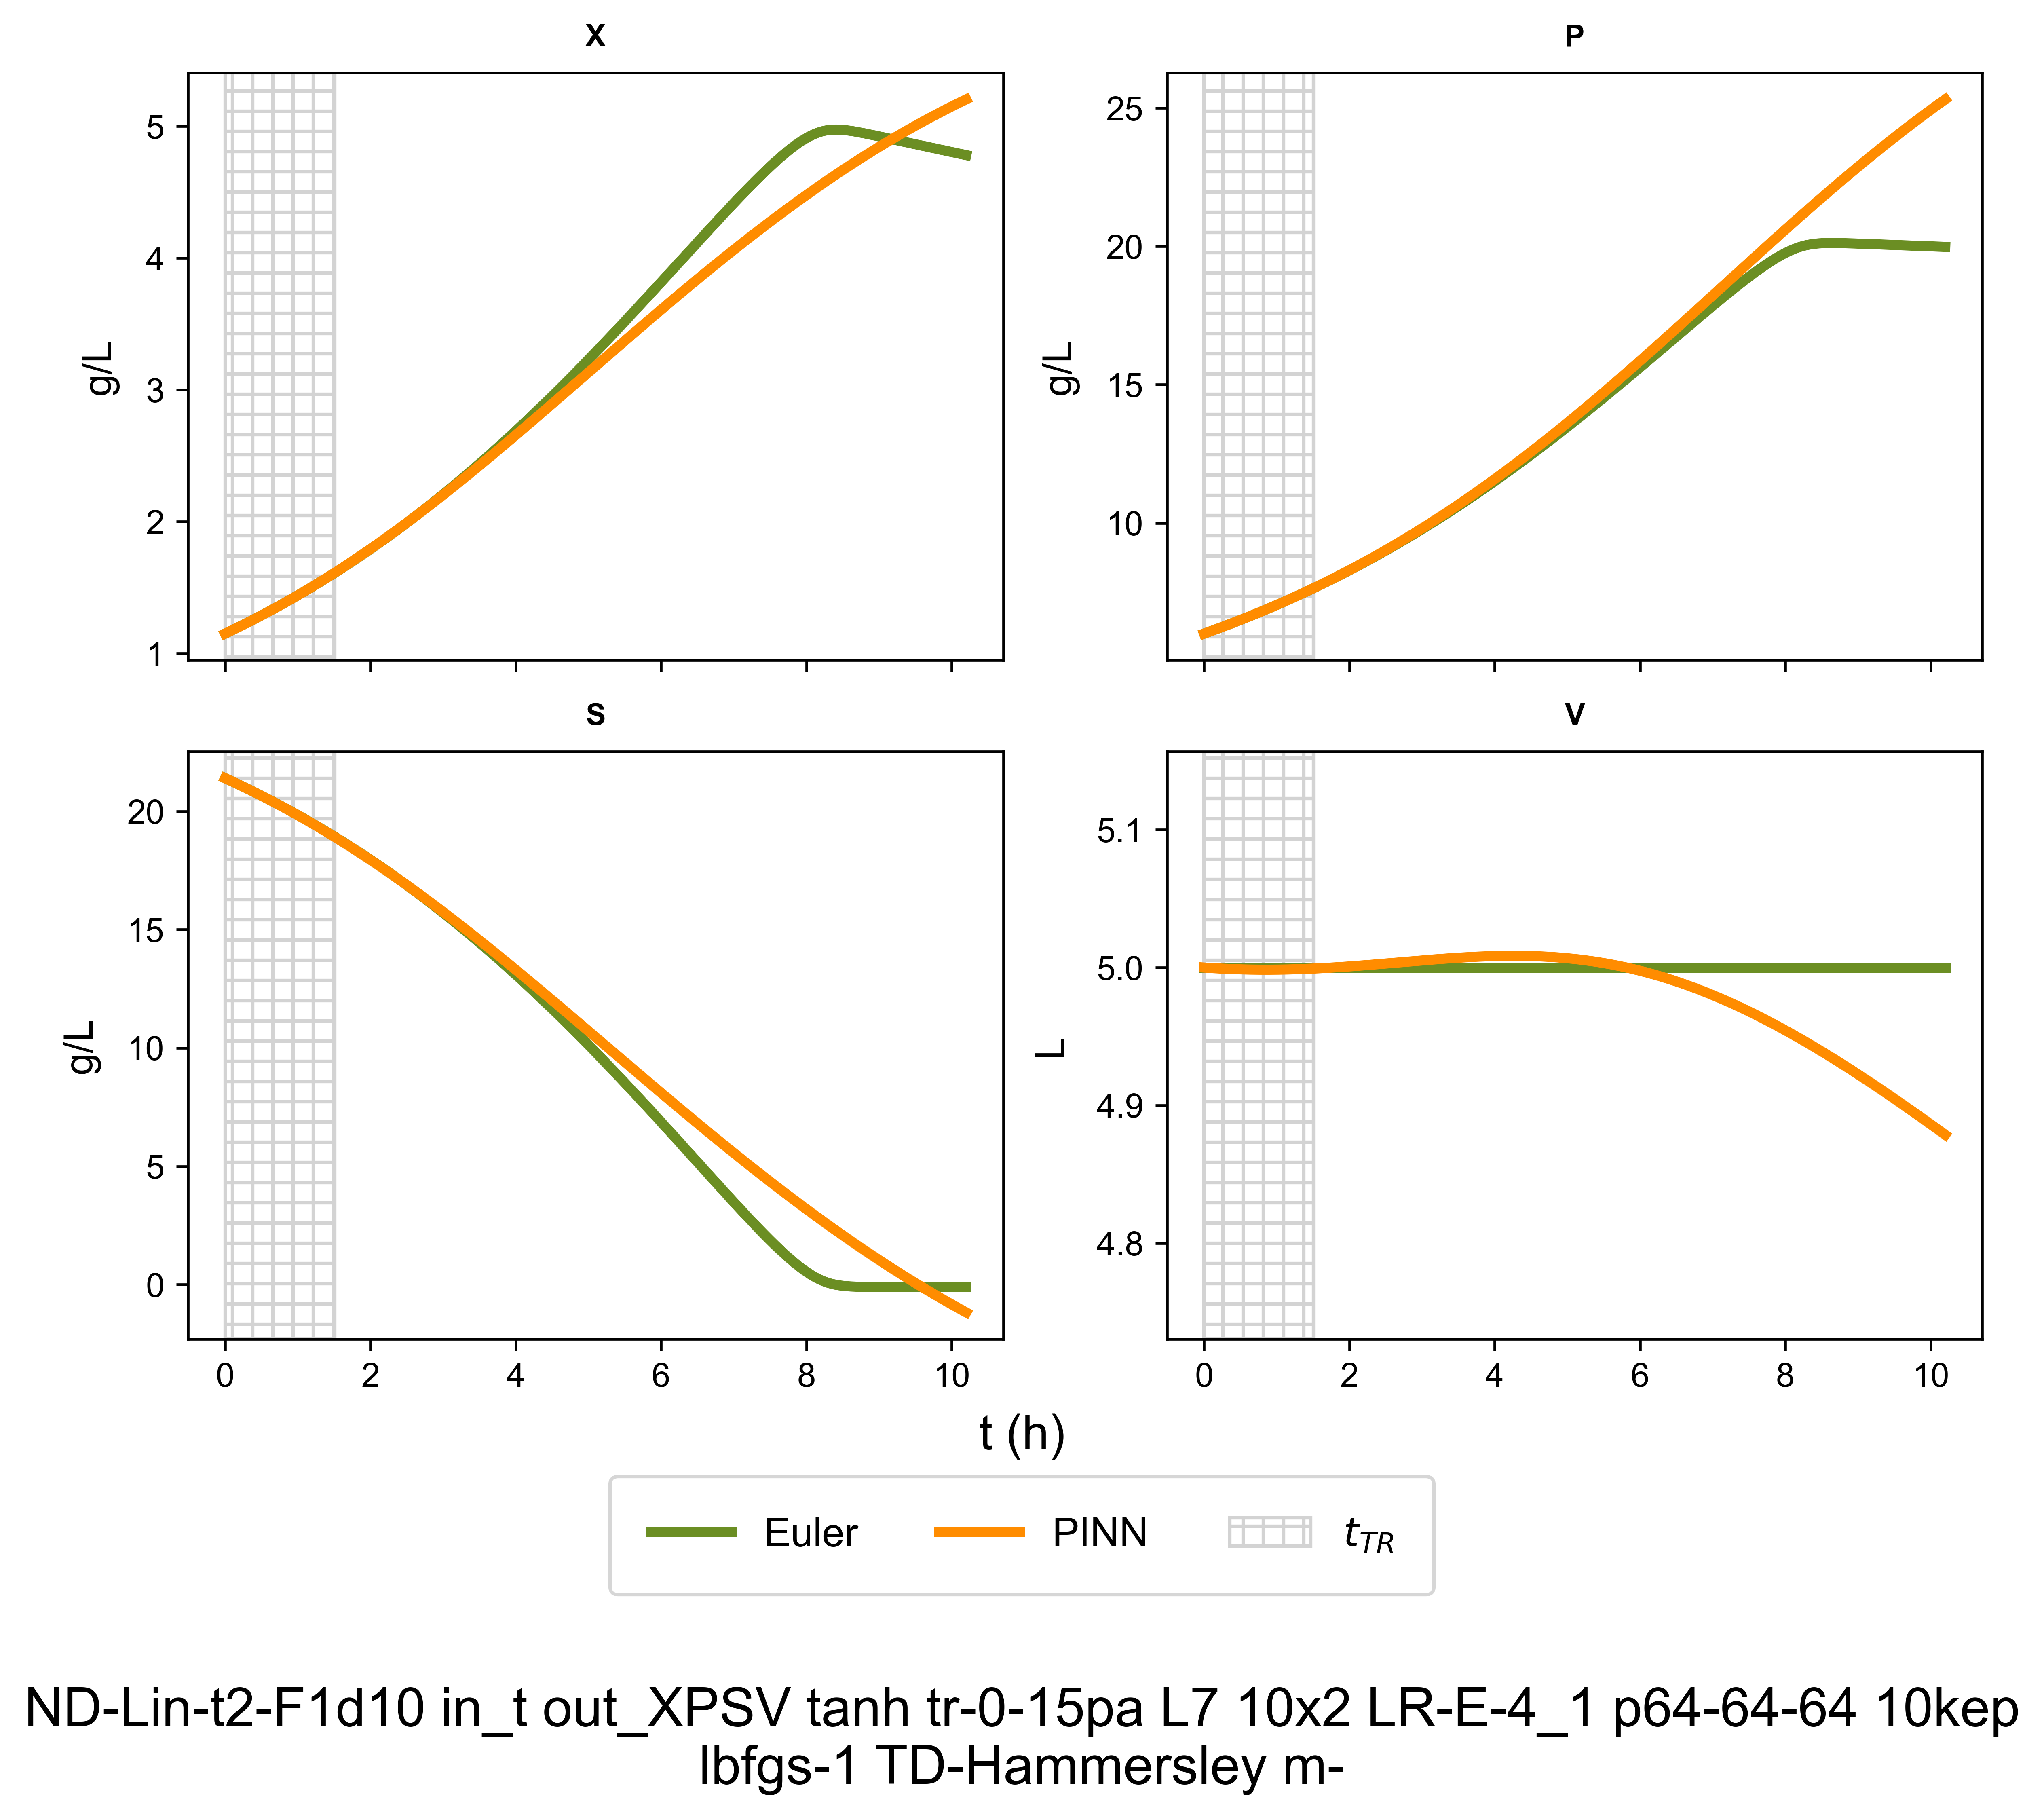 X
P
5
4
3
2
1
g/L
25
20
15
10
g/L
S
V
20
15
10
5
0
g/L
5.1
5.0
4.9
4.8
L
0 2 4 6 8 10
0 2 4 6 8 10
t (h)
Euler PINN t_TR
ND-Lin-t2-F1d10 in_t out_XPSV tanh tr-0-15pa L7 10x2 LR-E-4_1 p64-64-64 10kep
lbfgs-1 TD-Hammersley m-